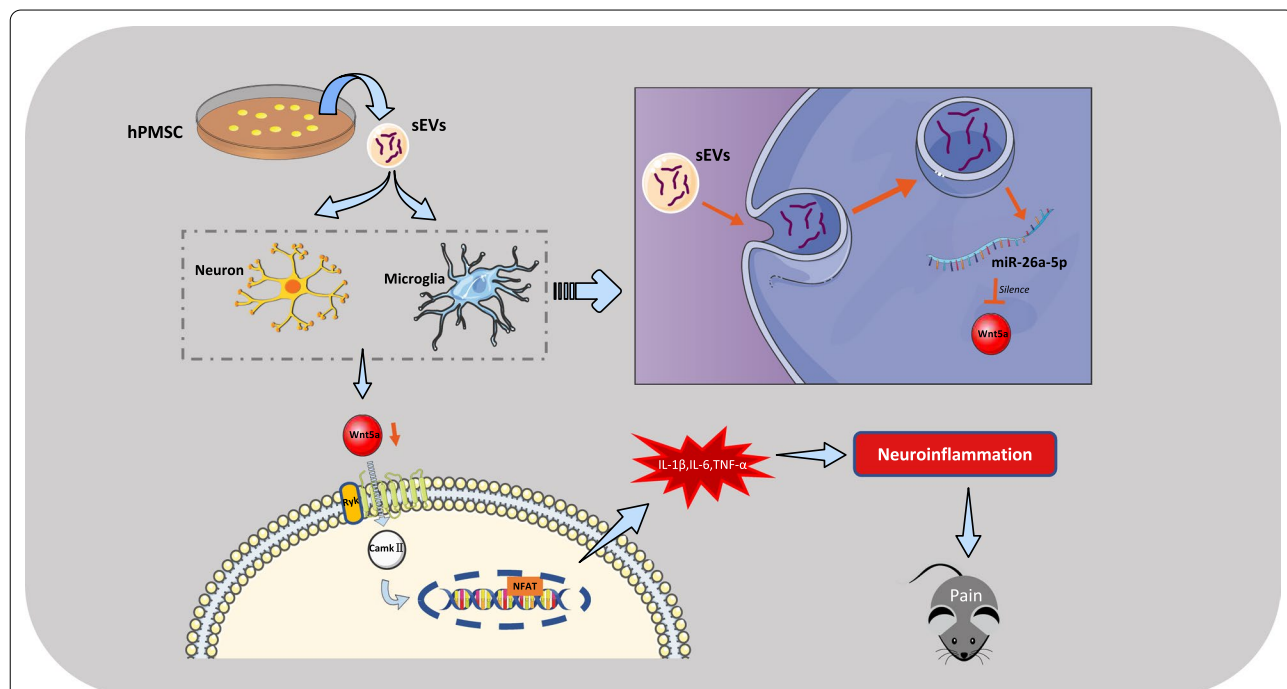 hPMSC
sEVs
Neuron
Microglia
sEVs
miR-26a-5p
Silence
Wnt5a
Wnt5a
Ryk
Camk Ⅱ
NFAT
IL-1β,IL-6,TNF-α
Neuroinflammation
Pain